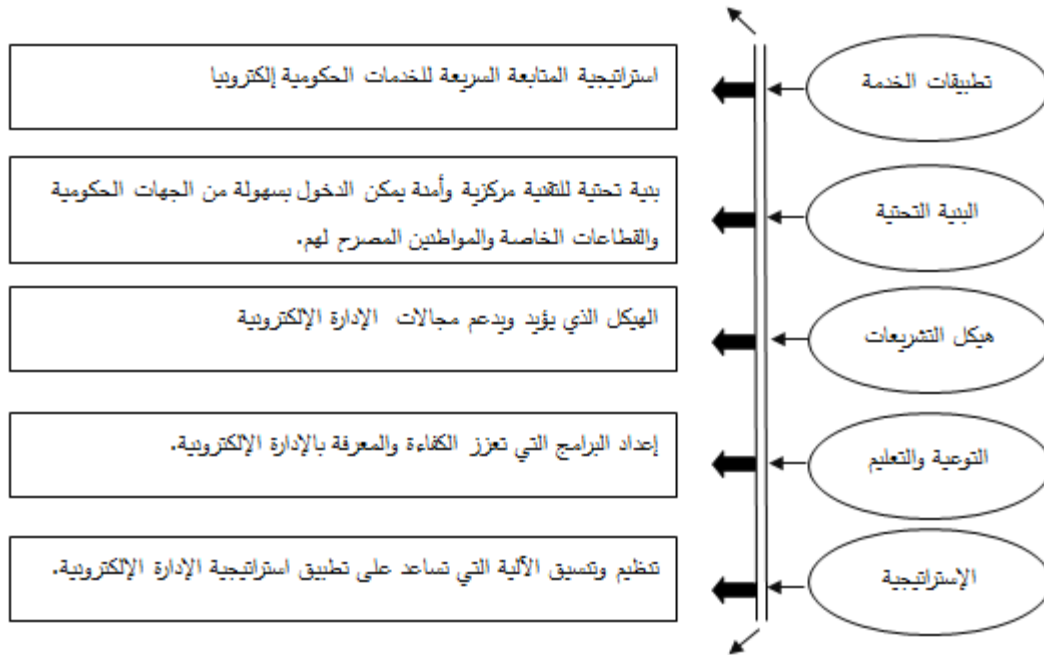 تطبيقات الخدمة
استراتيجية المتابعة السريعة للخدمات الحكومية إلكترونيا
البنية التحتية
بنية تحتية للتقنية مركزية وأمنة يمكن الدخول بسهولة من الجهات الحكومية
والقطاعات الخاصة والمواطنين المصرح لهم.
هيكل التشريعات
الهيكل الذي يؤيد ويدعم مجالات الإدارة الإلكترونية
التوعية والتعليم
إعداد البرامج التي تعزز الكفاءة والمعرفة بالإدارة الإلكترونية.
الإستراتيجية
تنظيم وتنسيق الألية التي تساعد على تطبيق استراتيجية الإدارة الإلكترونية.